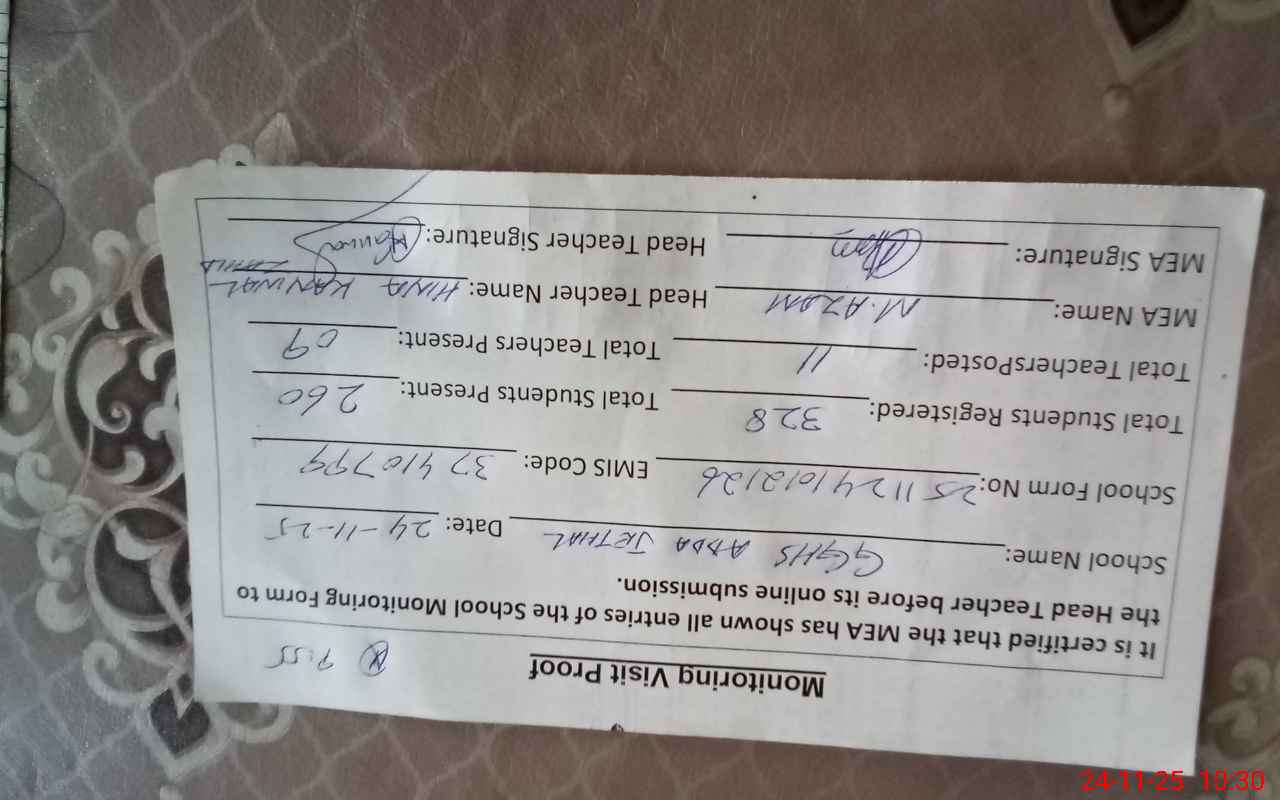 Monitoring Visit Proof 9:55
It is certified that the MEA has shown all entries of the School Monitoring Form to
the Head Teacher before its online submission.
School Name: GGHS ADDA JETHAL Date: 24-11-25
School Form No: 2511241012126 EMIS Code: 37410799
Total Students Registered: 328 Total Students Present: 260
Total TeachersPosted: 11 Total Teachers Present: 09
MEA Name: M. AZAM Head Teacher Name: HINA KANWAL
MEA Signature: Head Teacher Signature:
24-11-25 10:30